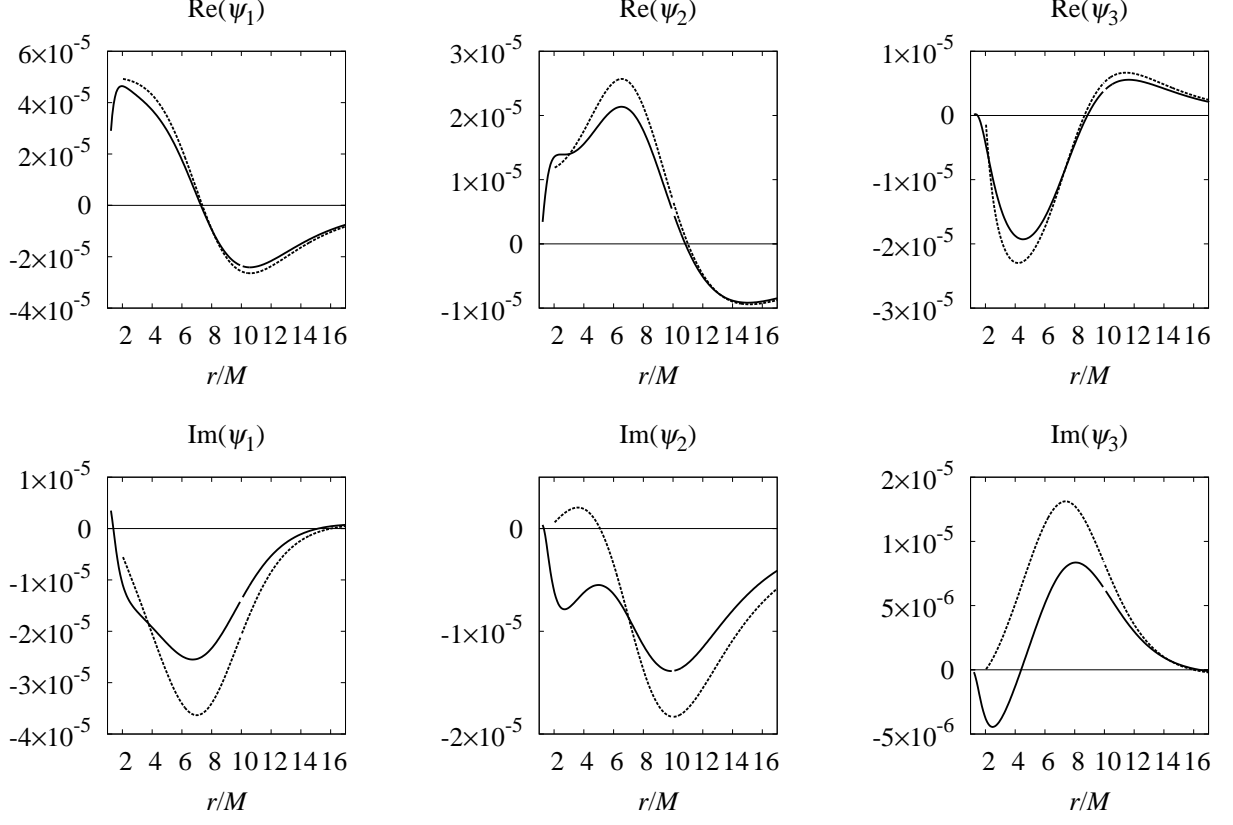 Re(ψ₁)
6×10⁻⁵
4×10⁻⁵
2×10⁻⁵
0
-2×10⁻⁵
-4×10⁻⁵
2 4 6 8 10 12 14 16
r/M
Re(ψ₂)
3×10⁻⁵
2×10⁻⁵
1×10⁻⁵
0
-1×10⁻⁵
2 4 6 8 10 12 14 16
r/M
Re(ψ₃)
1×10⁻⁵
0
-1×10⁻⁵
-2×10⁻⁵
-3×10⁻⁵
2 4 6 8 10 12 14 16
r/M
Im(ψ₁)
1×10⁻⁵
0
-1×10⁻⁵
-2×10⁻⁵
-3×10⁻⁵
-4×10⁻⁵
2 4 6 8 10 12 14 16
r/M
Im(ψ₂)
0
-1×10⁻⁵
-2×10⁻⁵
2 4 6 8 10 12 14 16
r/M
Im(ψ₃)
2×10⁻⁵
1×10⁻⁵
5×10⁻⁶
0
-5×10⁻⁶
2 4 6 8 10 12 14 16
r/M